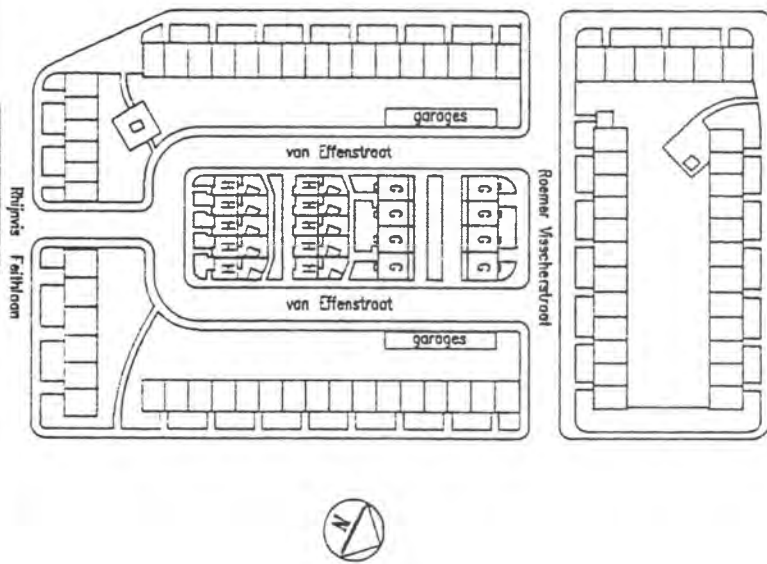 garages
van Effenstraat
Roemer Visscherstraat
Rhijnvis Feithlaan
H H G G
H H G G
H H G G
H H G G
H H
van Effenstraat
garages
N